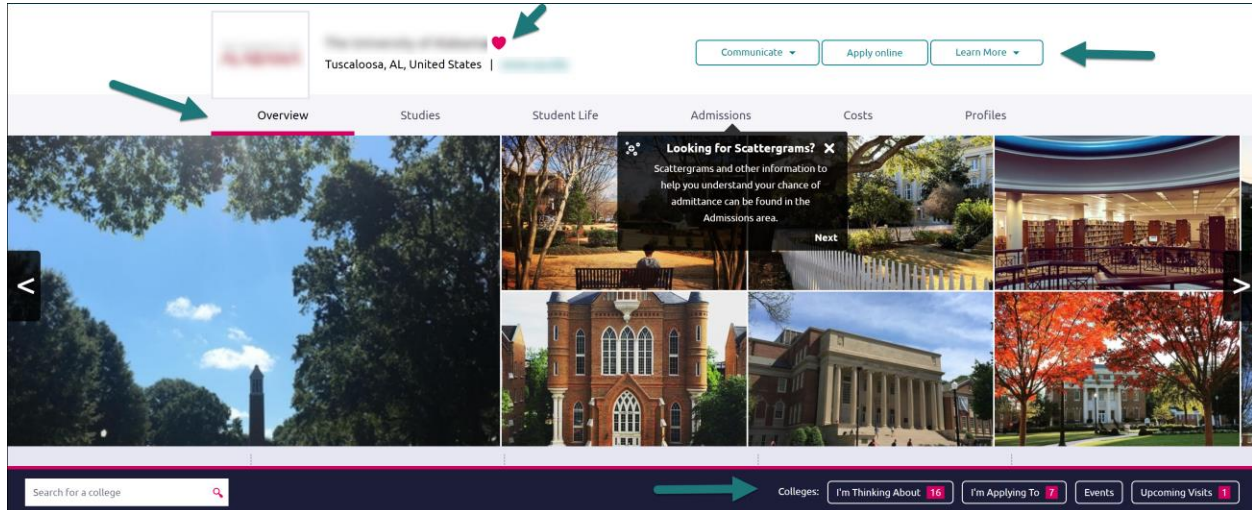 Tuscaloosa, AL, United States |
Communicate
Apply online
Learn More
Overview
Studies
Student Life
Admissions
Costs
Profiles
Looking for Scattergrams? X
Scattergrams and other information to
help you understand your chance of
admittance can be found in the
Admissions area.
Next
<
>
Search for a college
Colleges:
I'm Thinking About 16
I'm Applying To 7
Events
Upcoming Visits 1